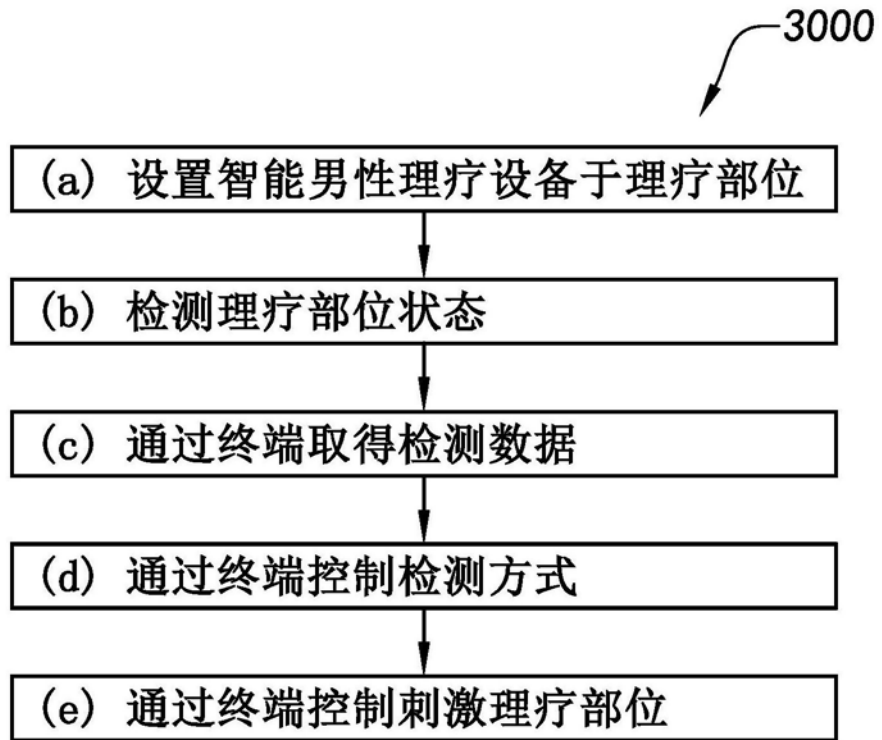 3000
(a) 设置智能男性理疗设备于理疗部位
(b) 检测理疗部位状态
(c) 通过终端取得检测数据
(d) 通过终端控制检测方式
(e) 通过终端控制刺激理疗部位